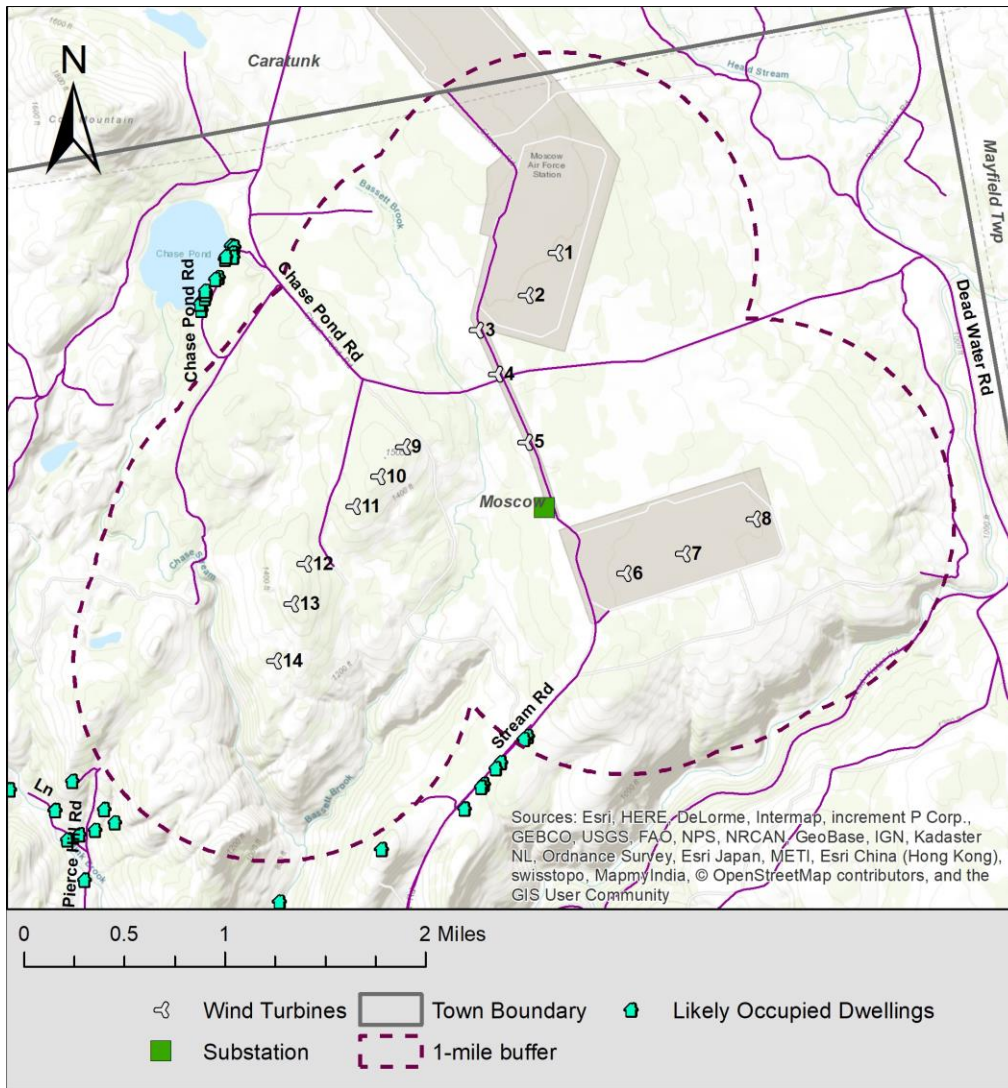 Caratunk
N
Head Stream
Moscow
Air Force
Station
Mayfield Twp
Bassett Brook
Chase Pond
1
2
Chase Pond Rd
Chase Pond Rd
Dead Water Rd
3
4
5
9
10
11
Moscow
8
7
6
12
13
14
Chase Stream
1400 ft
1200 ft
Stream Rd
Bassett Brook
Ln
Pierce Hill Rd
Sources: Esri, HERE, DeLorme, Intermap, increment P Corp.,
GEBCO, USGS, FAO, NPS, NRCAN, GeoBase, IGN, Kadaster
NL, Ordnance Survey, Esri Japan, METI, Esri China (Hong Kong),
swisstopo, MapmyIndia, © OpenStreetMap contributors, and the
GIS User Community
0 0.5 1 2 Miles
Wind Turbines Town Boundary Likely Occupied Dwellings
Substation 1-mile buffer